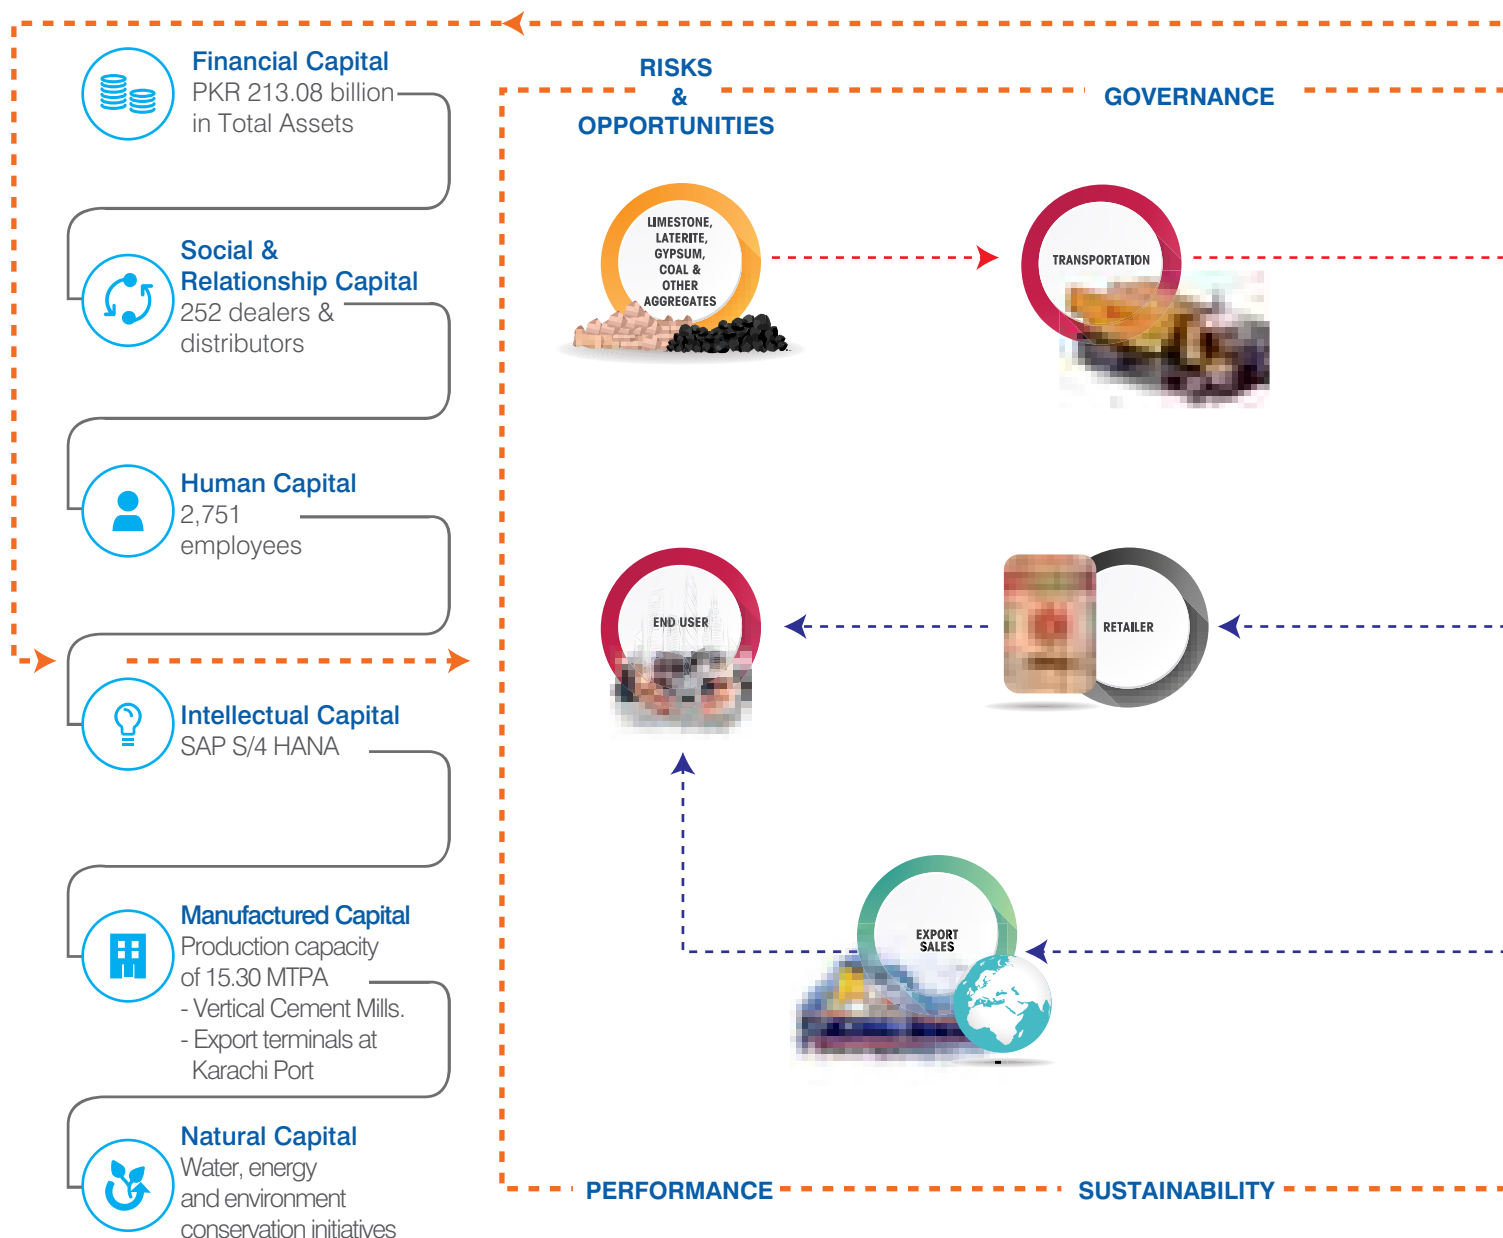 Financial Capital
PKR 213.08 billion
in Total Assets
Social &
Relationship Capital
252 dealers &
distributors
Human Capital
2,751
employees
Intellectual Capital
SAP S/4 HANA
Manufactured Capital
Production capacity
of 15.30 MTPA
- Vertical Cement Mills.
- Export terminals at
Karachi Port
Natural Capital
Water, energy
and environment
conservation initiatives
RISKS
&
OPPORTUNITIES
GOVERNANCE
LIMESTONE,
LATERITE,
GYPSUM,
COAL &
OTHER
AGGREGATES
TRANSPORTATION
END USER
RETAILER
EXPORT
SALES
PERFORMANCE
SUSTAINABILITY